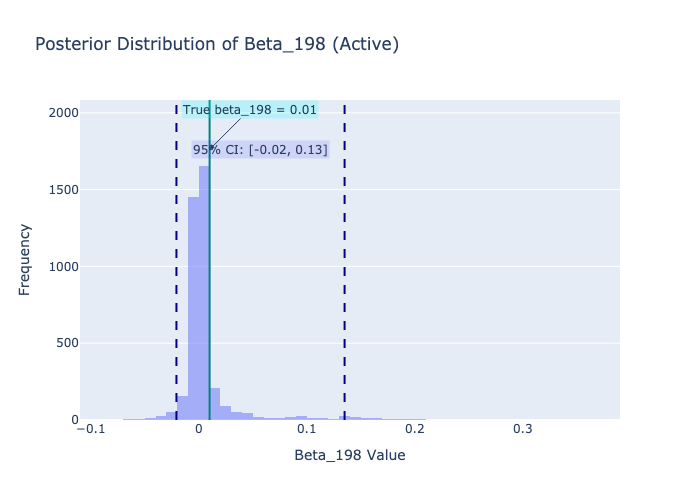 Posterior Distribution of Beta_198 (Active)
True beta_198 = 0.01
95% CI: [-0.02, 0.13]
2000
1500
1000
500
0
Frequency
−0.1
0
0.1
0.2
0.3
Beta_198 Value